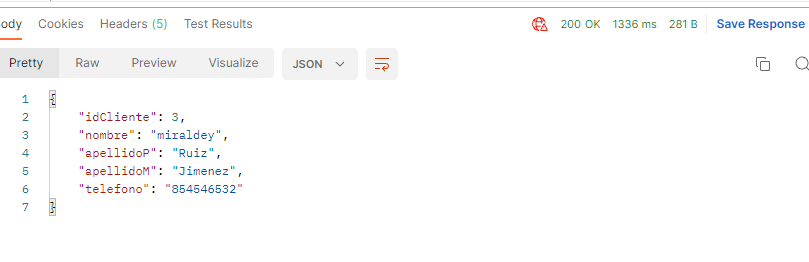 ody Cookies Headers (5) Test Results 200 OK 1336 ms 281 B Save Response
Pretty Raw Preview Visualize JSON
1 {
2 "idCliente": 3,
3 "nombre": "miraldey",
4 "apellidoP": "Ruiz",
5 "apellidoM": "Jimenez",
6 "telefono": "854546532"
7 }